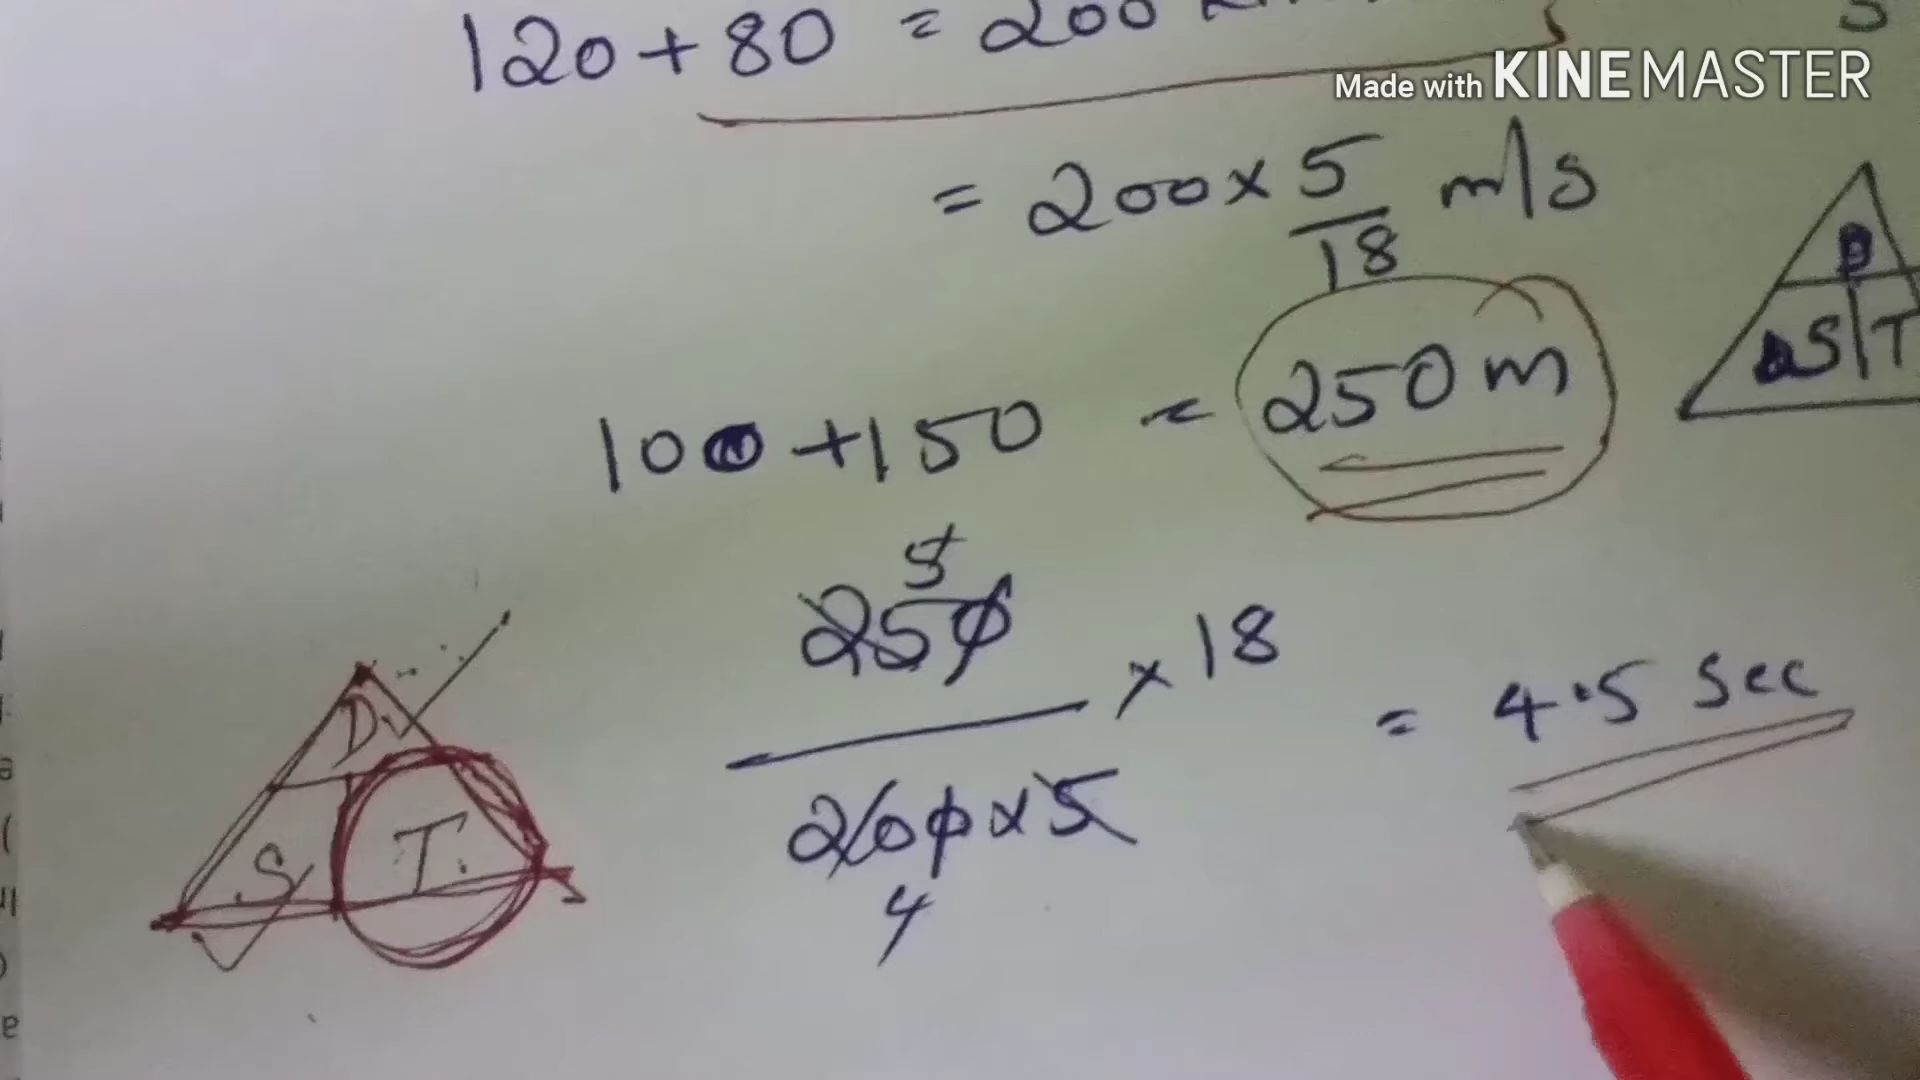 120 + 80 = 200
Made with KINEMASTER
= 200 × 5/18 m/s
D
S T
100 + 150 = 250 m
5
250 × 18
200 × 5
4
= 4.5 Sec
D
S T